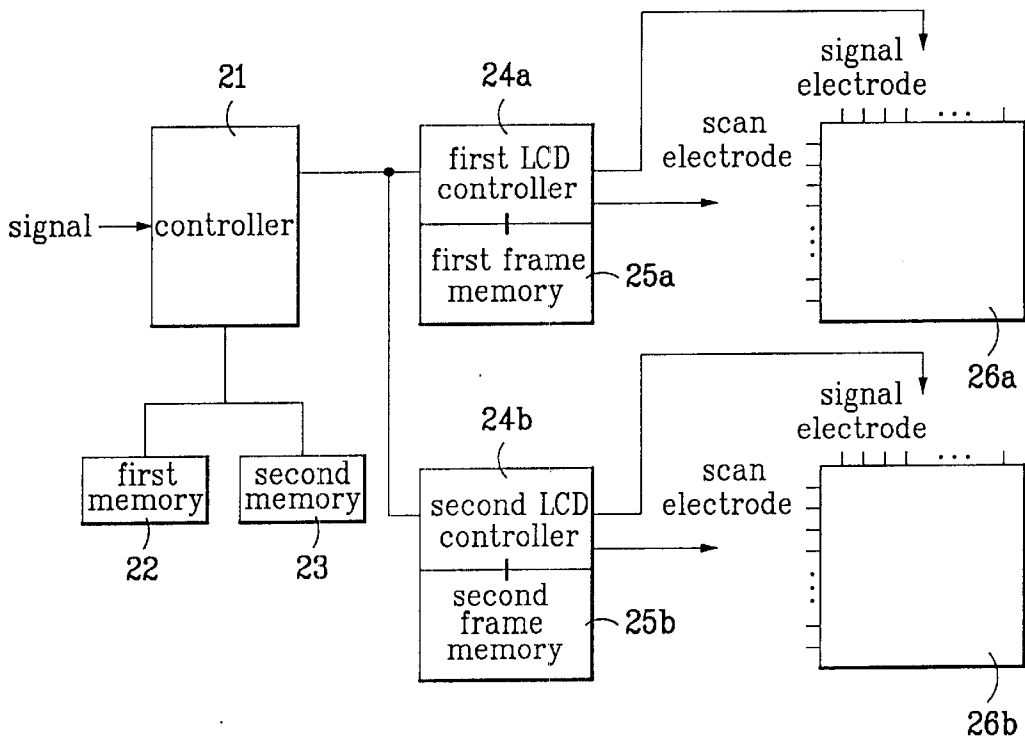 21
controller
signal
24a
first LCD
controller
first frame
memory
25a
signal
electrode
scan
electrode
...
...
26a
first
memory
22
second
memory
23
24b
second LCD
controller
second
frame
memory
25b
signal
electrode
scan
electrode
...
...
26b